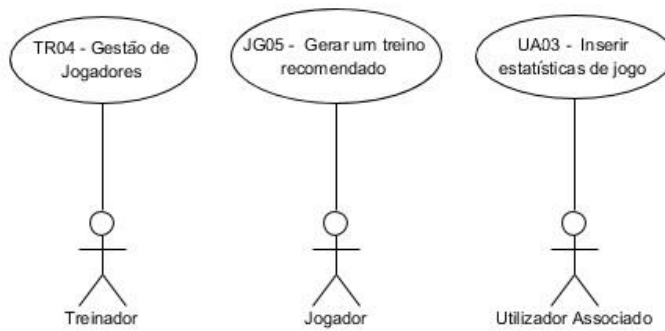 TR04 - Gestão de
Jogadores
JG05 - Gerar um treino
recomendado
UA03 - Inserir
estatísticas de jogo
Treinador
Jogador
Utilizador Associado